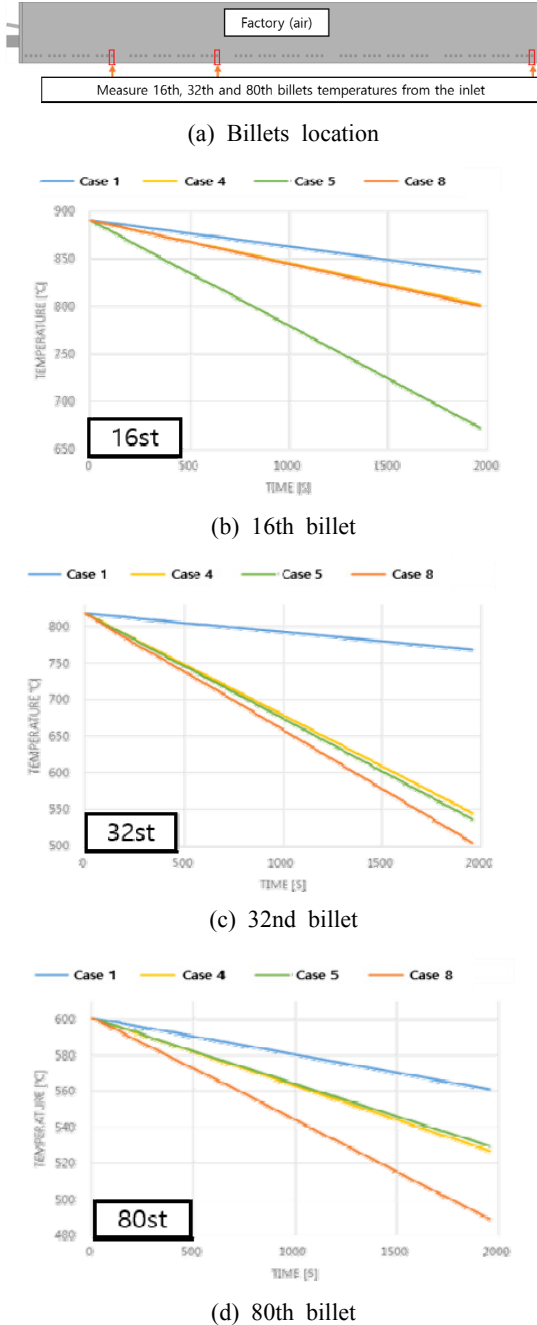 Factory (air)
Measure 16th, 32th and 80th billets temperatures from the inlet
(a) Billets location
Case 1 Case 4 Case 5 Case 8
900
850
800
750
700
650
TEMPERATURE [℃]
16st
0 500 1000 1500 2000
TIME [S]
(b) 16th billet
Case 1 Case 4 Case 5 Case 8
800
750
700
650
600
550
500
TEMPERATURE ℃]
32st
0 500 1000 1500 2000
TIME [S]
(c) 32nd billet
Case 1 Case 4 Case 5 Case 8
600
580
560
540
520
500
480
TEMPERATURE [℃]
80st
0 500 1000 1500 2000
TIME [S]
(d) 80th billet